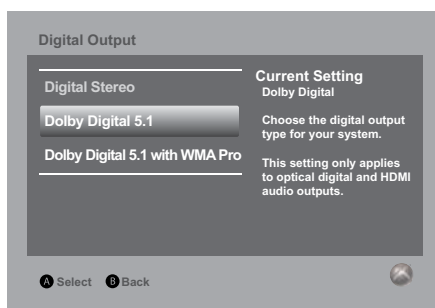 Digital Output
Digital Stereo
Dolby Digital 5.1
Dolby Digital 5.1 with WMA Pro
Current Setting
Dolby Digital
Choose the digital output
type for your system.
This setting only applies
to optical digital and HDMI
audio outputs.
A Select B Back